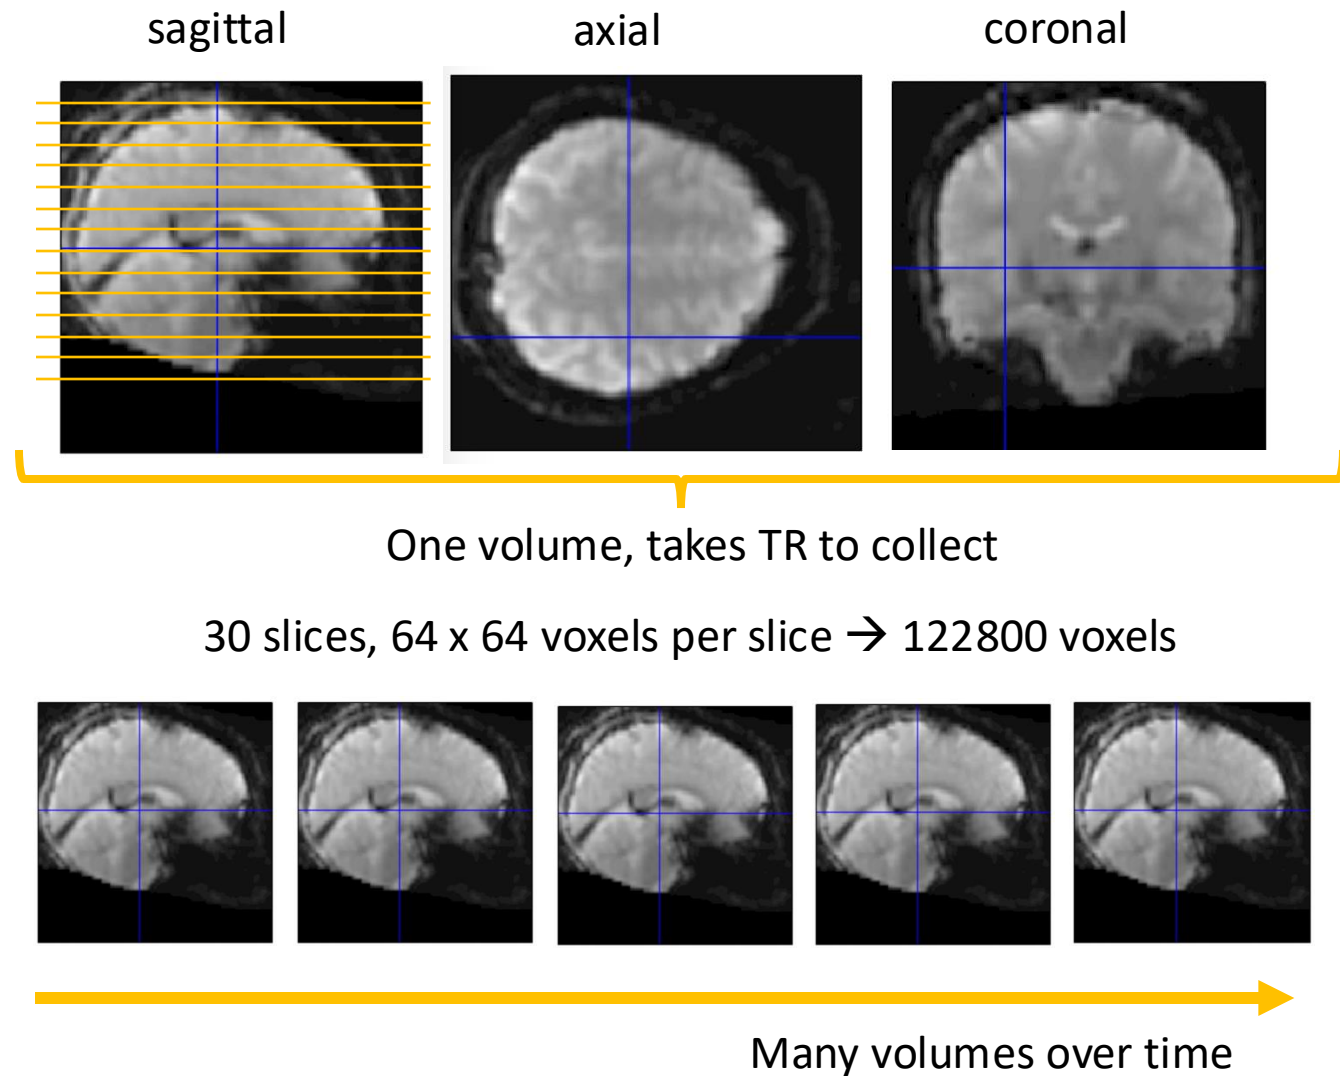 sagittal
axial
coronal
One volume, takes TR to collect
30 slices, 64 x 64 voxels per slice → 122800 voxels
Many volumes over time